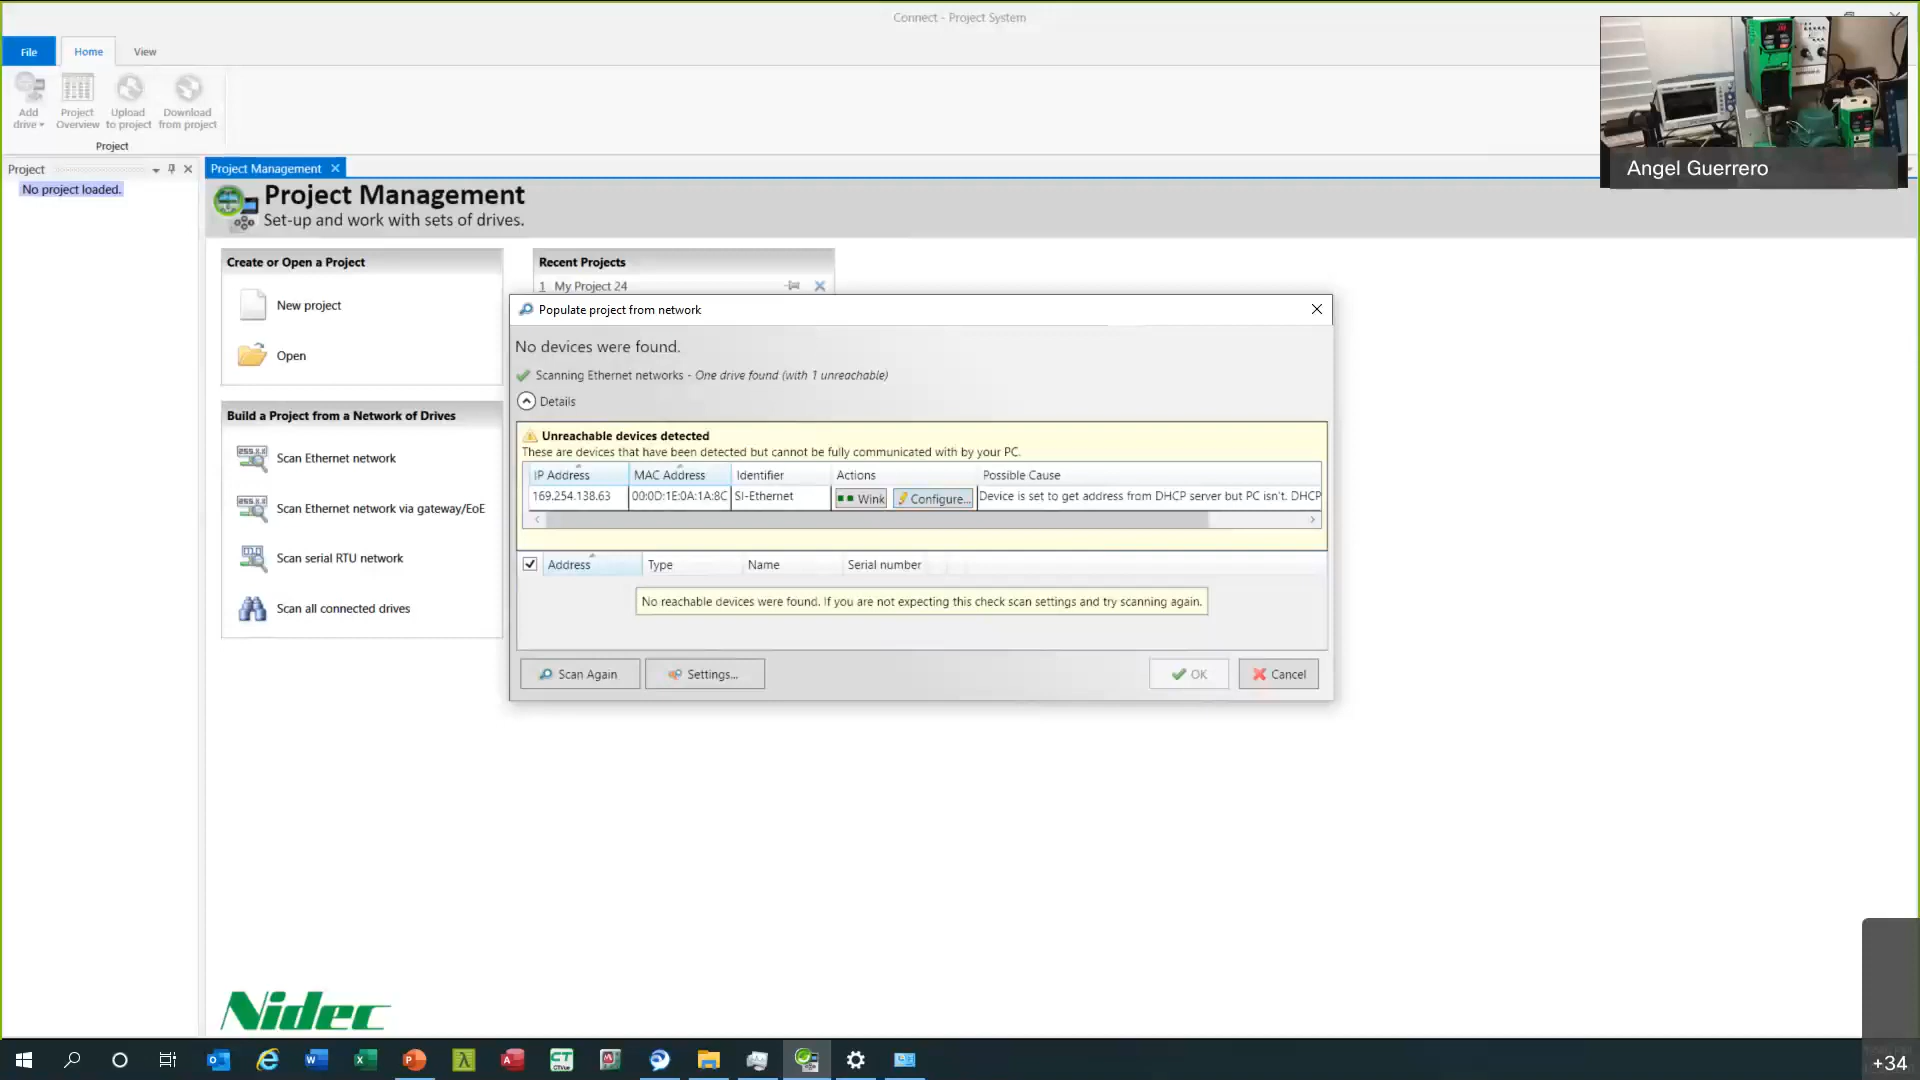 Connect - Project System
File
Home
View
Add drive
Project Overview
Upload to project
Download from project
Project
Project
No project loaded.
Project Management
Project Management
Set-up and work with sets of drives.
Create or Open a Project
New project
Open
Build a Project from a Network of Drives
Scan Ethernet network
Scan Ethernet network via gateway/EoE
Scan serial RTU network
Scan all connected drives
Recent Projects
1 My Project 24
Populate project from network
No devices were found.
Scanning Ethernet networks - One drive found (with 1 unreachable)
Details
Unreachable devices detected
These are devices that have been detected but cannot be fully communicated with by your PC.
IP Address MAC Address Identifier Actions Possible Cause
169.254.138.63 00:0D:1E:0A:1A:8C SI-Ethernet Wink Configure... Device is set to get address from DHCP server but PC isn't. DHCP
Address Type Name Serial number
No reachable devices were found. If you are not expecting this check scan settings and try scanning again.
Scan Again
Settings...
OK
Cancel
Angel Guerrero
Nidec
+34